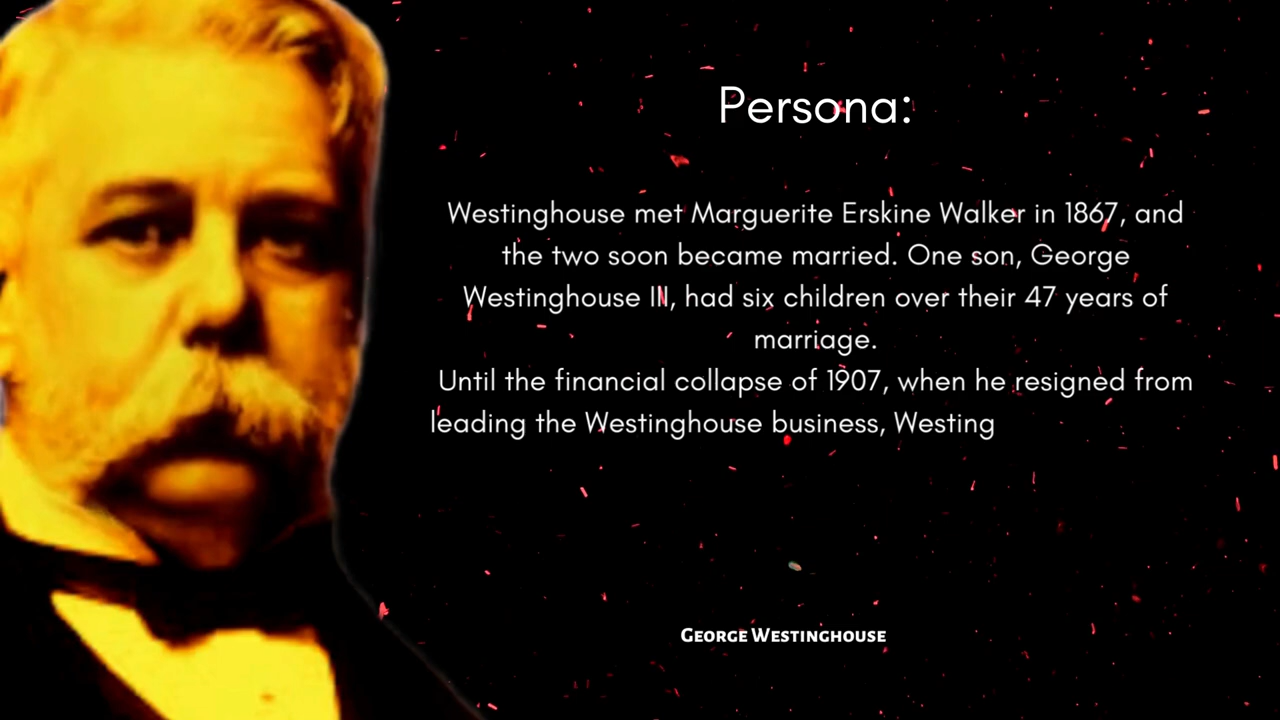 Persona:
Westinghouse met Marguerite Erskine Walker in 1867, and
the two soon became married. One son, George
Westinghouse III, had six children over their 47 years of
marriage.
Until the financial collapse of 1907, when he resigned from
leading the Westinghouse business, Westing
George Westinghouse